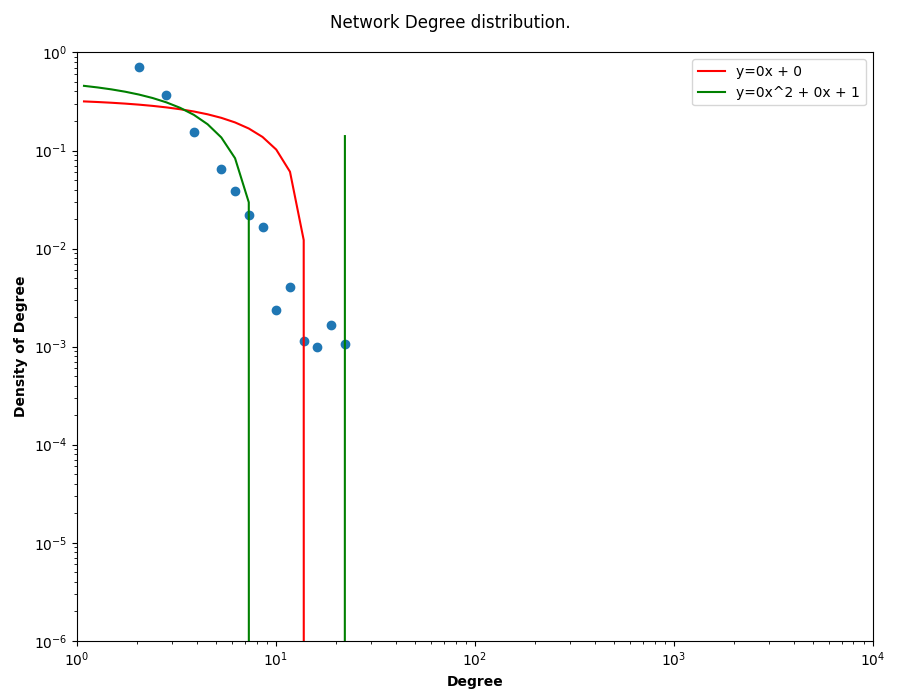 Network Degree distribution.
10^0
10^-1
10^-2
10^-3
10^-4
10^-5
10^-6
Density of Degree
y=0x + 0
y=0x^2 + 0x + 1
10^0 10^1 10^2 10^3 10^4
Degree